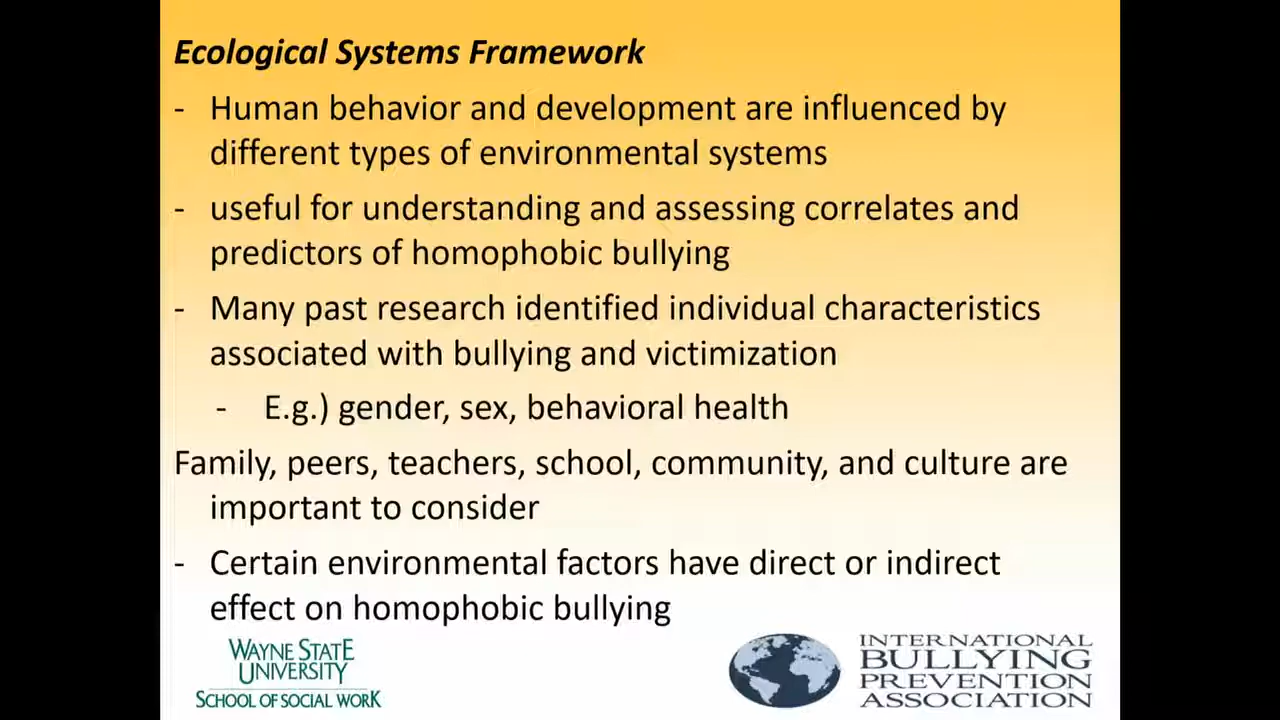 Ecological Systems Framework
- Human behavior and development are influenced by
different types of environmental systems
- useful for understanding and assessing correlates and
predictors of homophobic bullying
- Many past research identified individual characteristics
associated with bullying and victimization
- E.g.) gender, sex, behavioral health
Family, peers, teachers, school, community, and culture are
important to consider
- Certain environmental factors have direct or indirect
effect on homophobic bullying
WAYNE STATE
UNIVERSITY
SCHOOL OF SOCIAL WORK
INTERNATIONAL
BULLYING
PREVENTION
ASSOCIATION